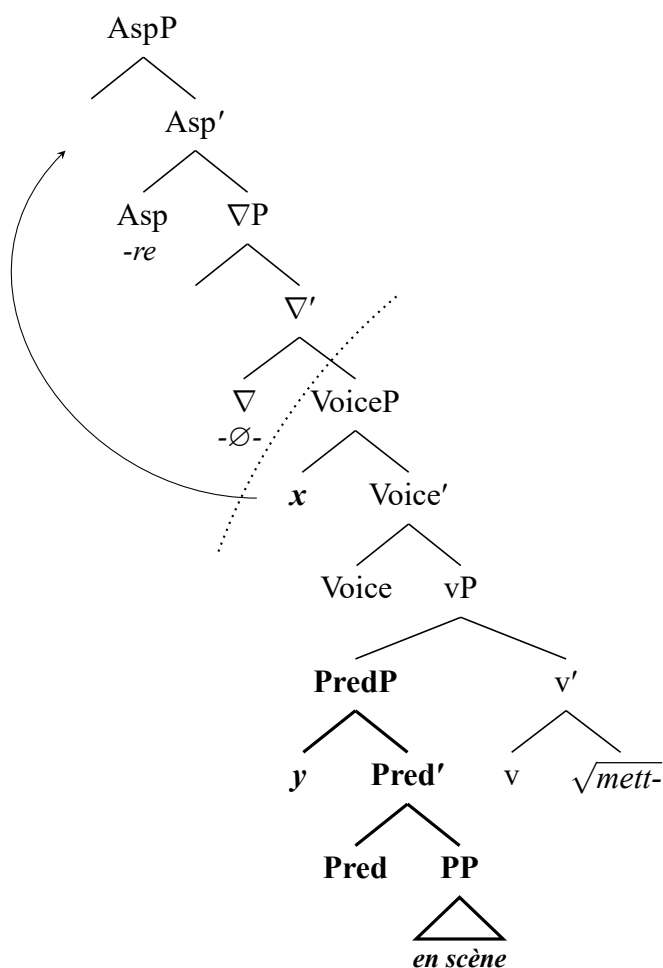 AspP
Asp′
Asp ∇P
-re
∇′
∇ VoiceP
-∅-
x Voice′
Voice vP
PredP v′
y Pred′ v √mett-
Pred PP
en scène